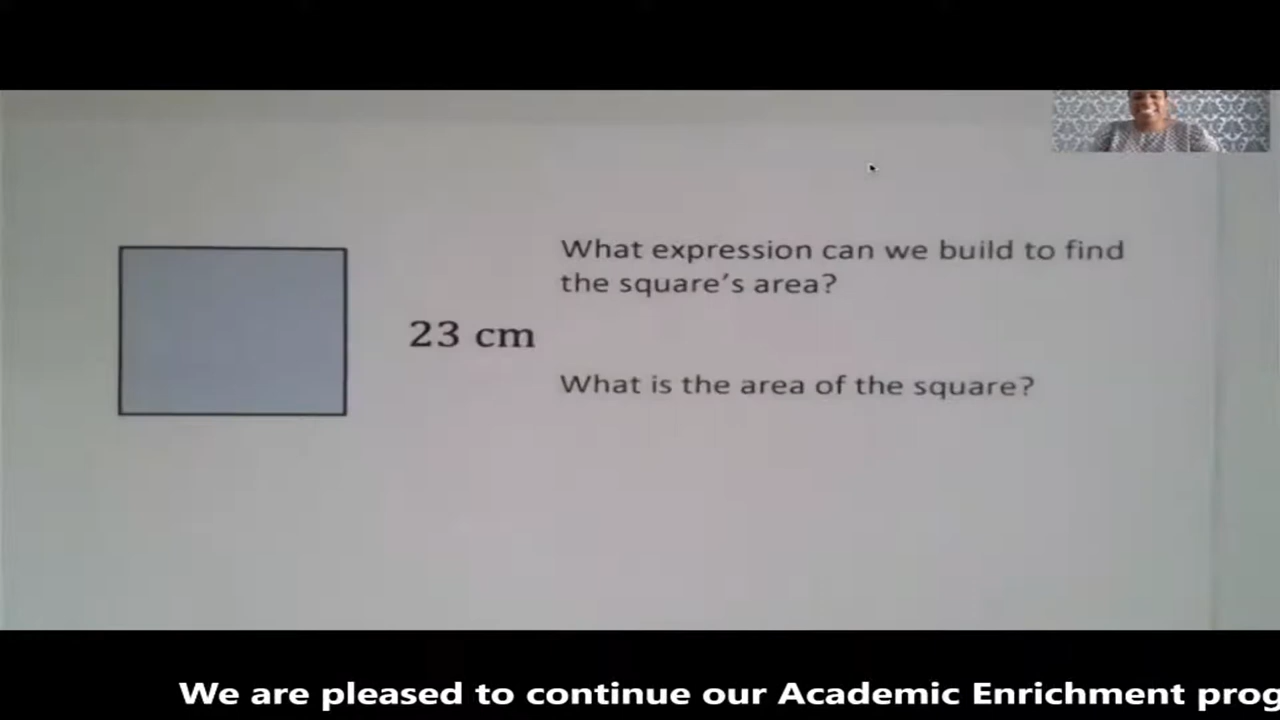 What expression can we build to find
the square's area?
23 cm
What is the area of the square?
We are pleased to continue our Academic Enrichment prog